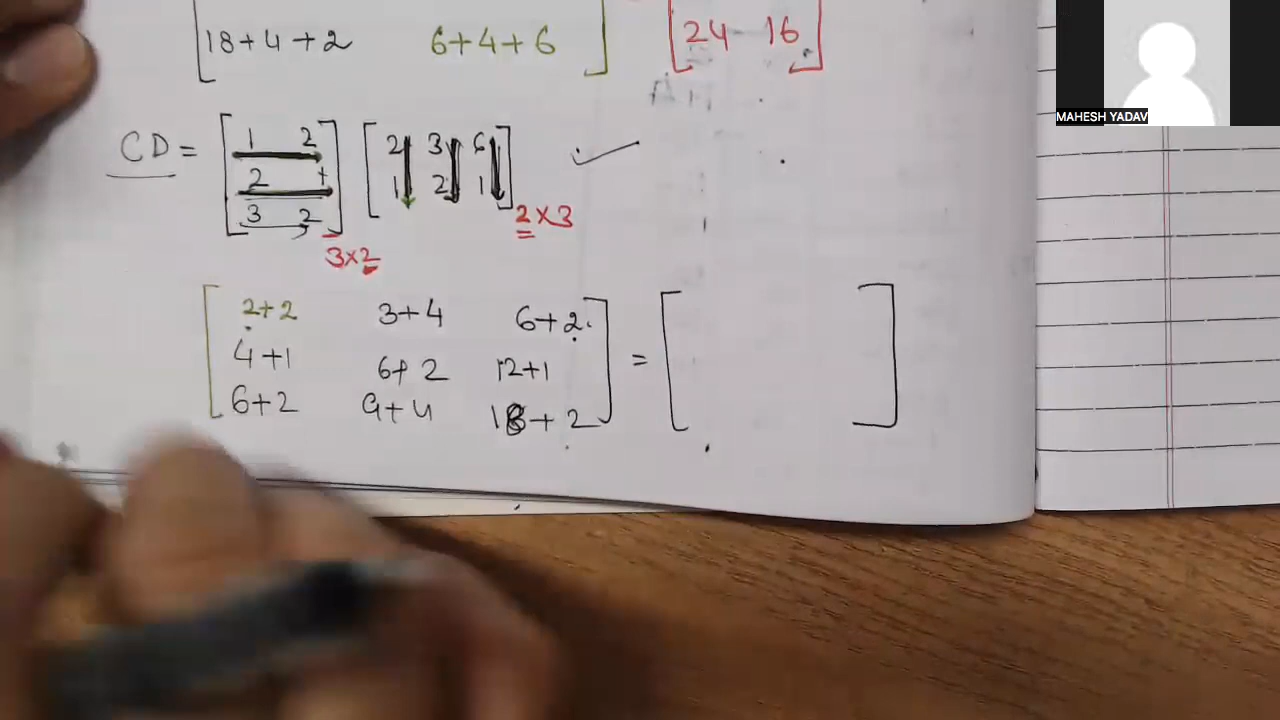 18+4+2 6+4+6 24 16
MAHESH YADAV
CD = [1 2] [2 3 6]
2 1 1 2 1
3 2
2×3
3×2
2+2 3+4 6+2
=
4+1 6+2 12+1
6+2 9+4 18+2